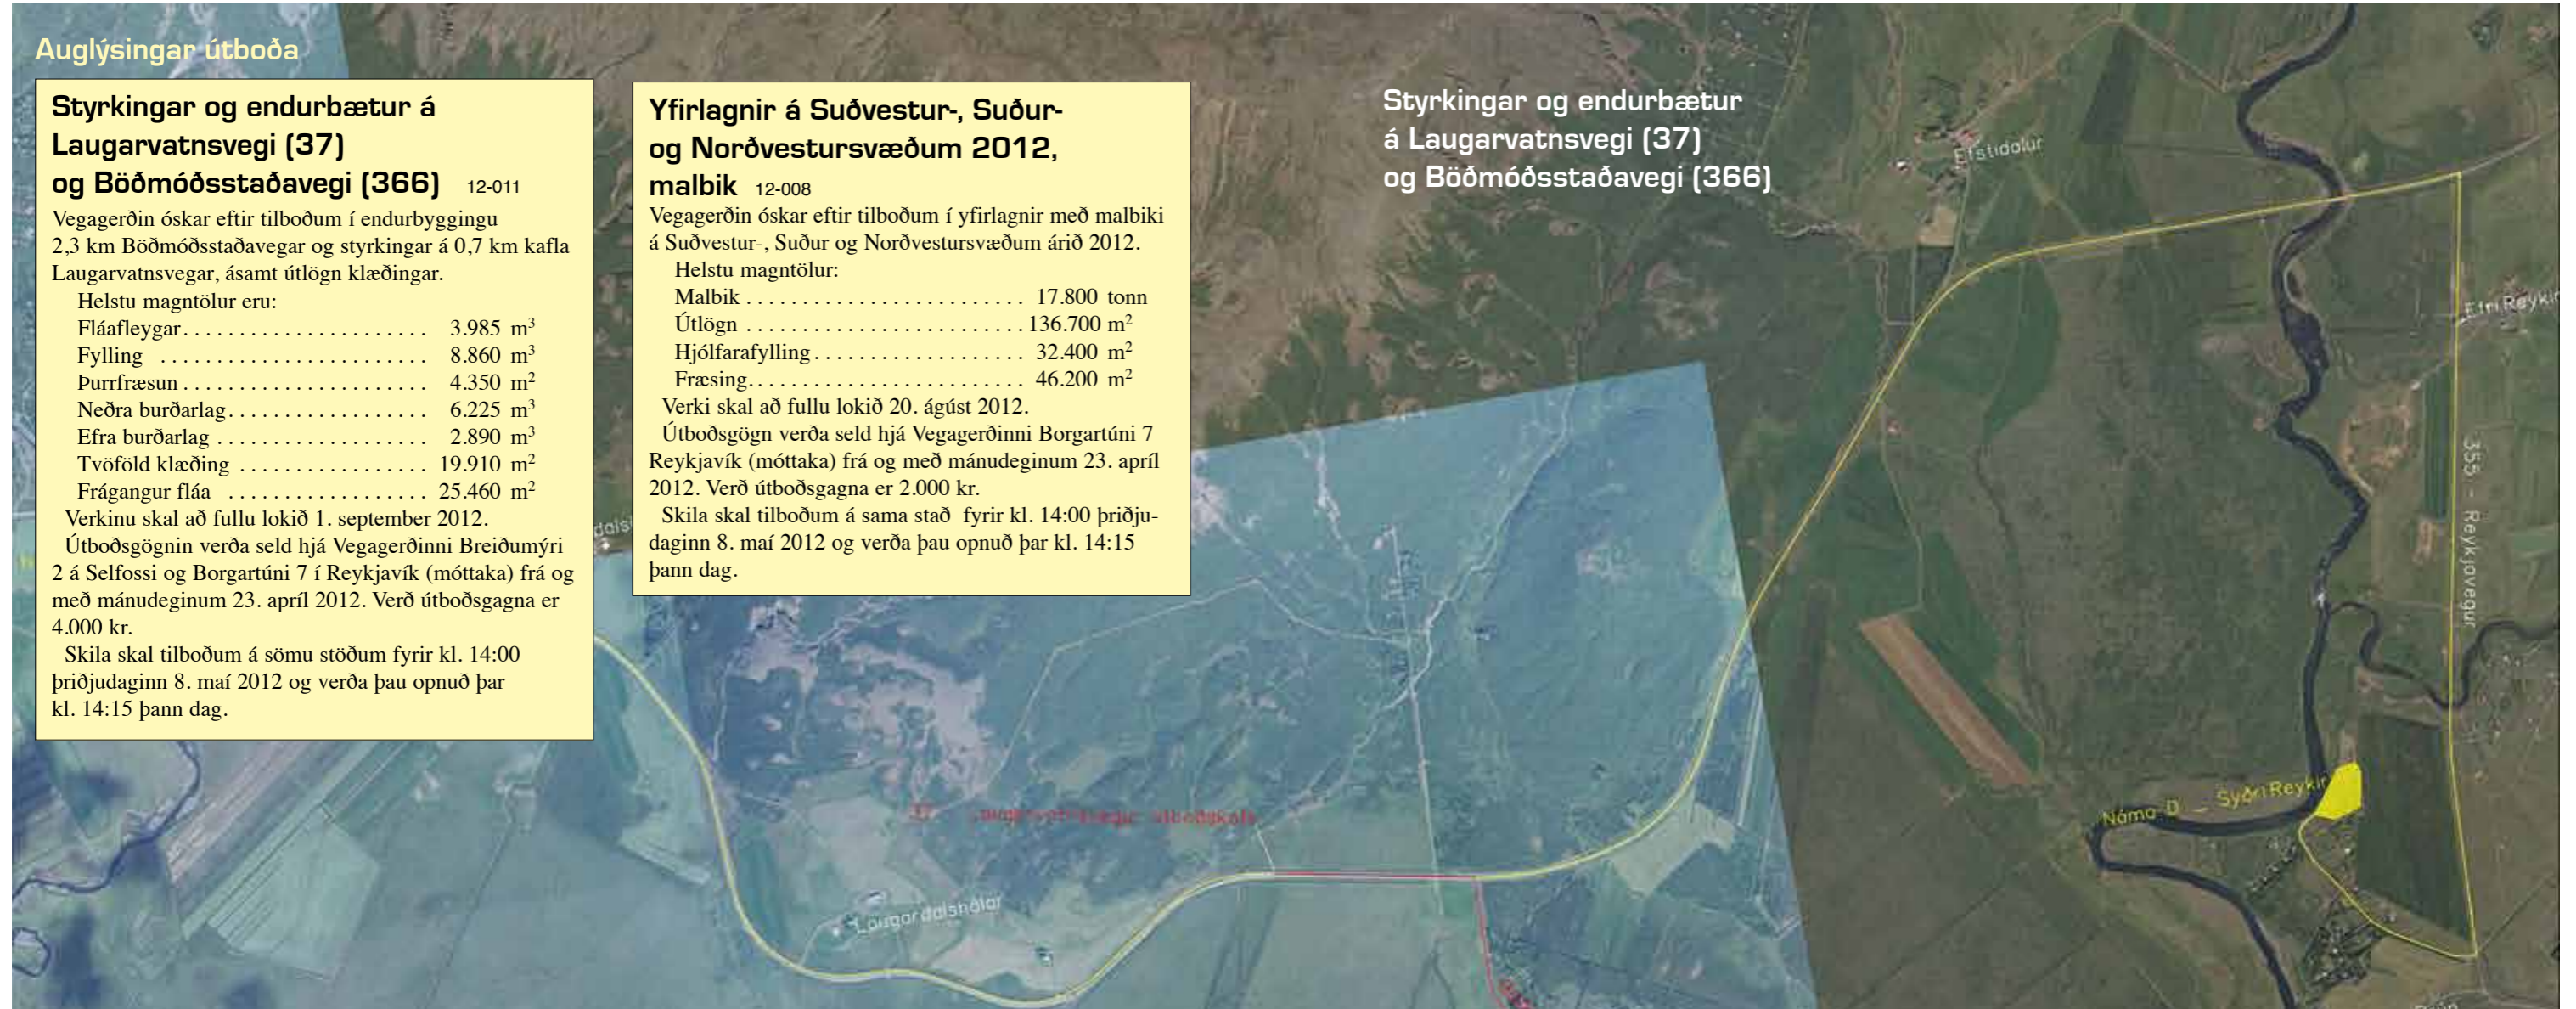 Auglýsingar útboða
Styrkingar og endurbætur á
Laugarvatnsvegi (37)
og Böðmóðsstaðavegi (366) 12-011
Vegagerðin óskar eftir tilboðum í endurbyggingu
2,3 km Böðmóðsstaðavegar og styrkingar á 0,7 km kafla
Laugarvatnsvegar, ásamt útlögn klæðingar.
Helstu magntölur eru:
Fláafleygar . . . . . . . . . . . . . . . . . . . . . . 3.985 m³
Fylling . . . . . . . . . . . . . . . . . . . . . . . . 8.860 m³
Þurrfræsun . . . . . . . . . . . . . . . . . . . . . . 4.350 m²
Neðra burðarlag . . . . . . . . . . . . . . . . . . 6.225 m³
Efra burðarlag . . . . . . . . . . . . . . . . . . . 2.890 m³
Tvöföld klæðing . . . . . . . . . . . . . . . . . 19.910 m²
Frágangur fláa . . . . . . . . . . . . . . . . . . 25.460 m²
Verkinu skal að fullu lokið 1. september 2012.
Útboðsgögnin verða seld hjá Vegagerðinni Breiðumýri
2 á Selfossi og Borgartúni 7 í Reykjavík (móttaka) frá og
með mánudeginum 23. apríl 2012. Verð útboðsgagna er
4.000 kr.
Skila skal tilboðum á sömu stöðum fyrir kl. 14:00
þriðjudaginn 8. maí 2012 og verða þau opnuð þar
kl. 14:15 þann dag.
Yfirlagnir á Suðvestur-, Suður-
og Norðvestursvæðum 2012,
malbik 12-008
Vegagerðin óskar eftir tilboðum í yfirlagnir með malbiki
á Suðvestur-, Suður og Norðvestursvæðum árið 2012.
Helstu magntölur:
Malbik . . . . . . . . . . . . . . . . . . . . . . . . . 17.800 tonn
Útlögn . . . . . . . . . . . . . . . . . . . . . . . . . 136.700 m²
Hjólfarafylling . . . . . . . . . . . . . . . . . . . 32.400 m²
Fræsing. . . . . . . . . . . . . . . . . . . . . . . . . 46.200 m²
Verki skal að fullu lokið 20. ágúst 2012.
Útboðsgögn verða seld hjá Vegagerðinni Borgartúni 7
Reykjavík (móttaka) frá og með mánudeginum 23. apríl
2012. Verð útboðsgagna er 2.000 kr.
Skila skal tilboðum á sama stað fyrir kl. 14:00 þriðju-
daginn 8. maí 2012 og verða þau opnuð þar kl. 14:15
þann dag.
Styrkingar og endurbætur
á Laugarvatnsvegi (37)
og Böðmóðsstaðavegi (366)
Efstidalur
Efri Reykir
355 - Reykjavegur
Náma D _ Syðri Reykir
Laugardalshólar